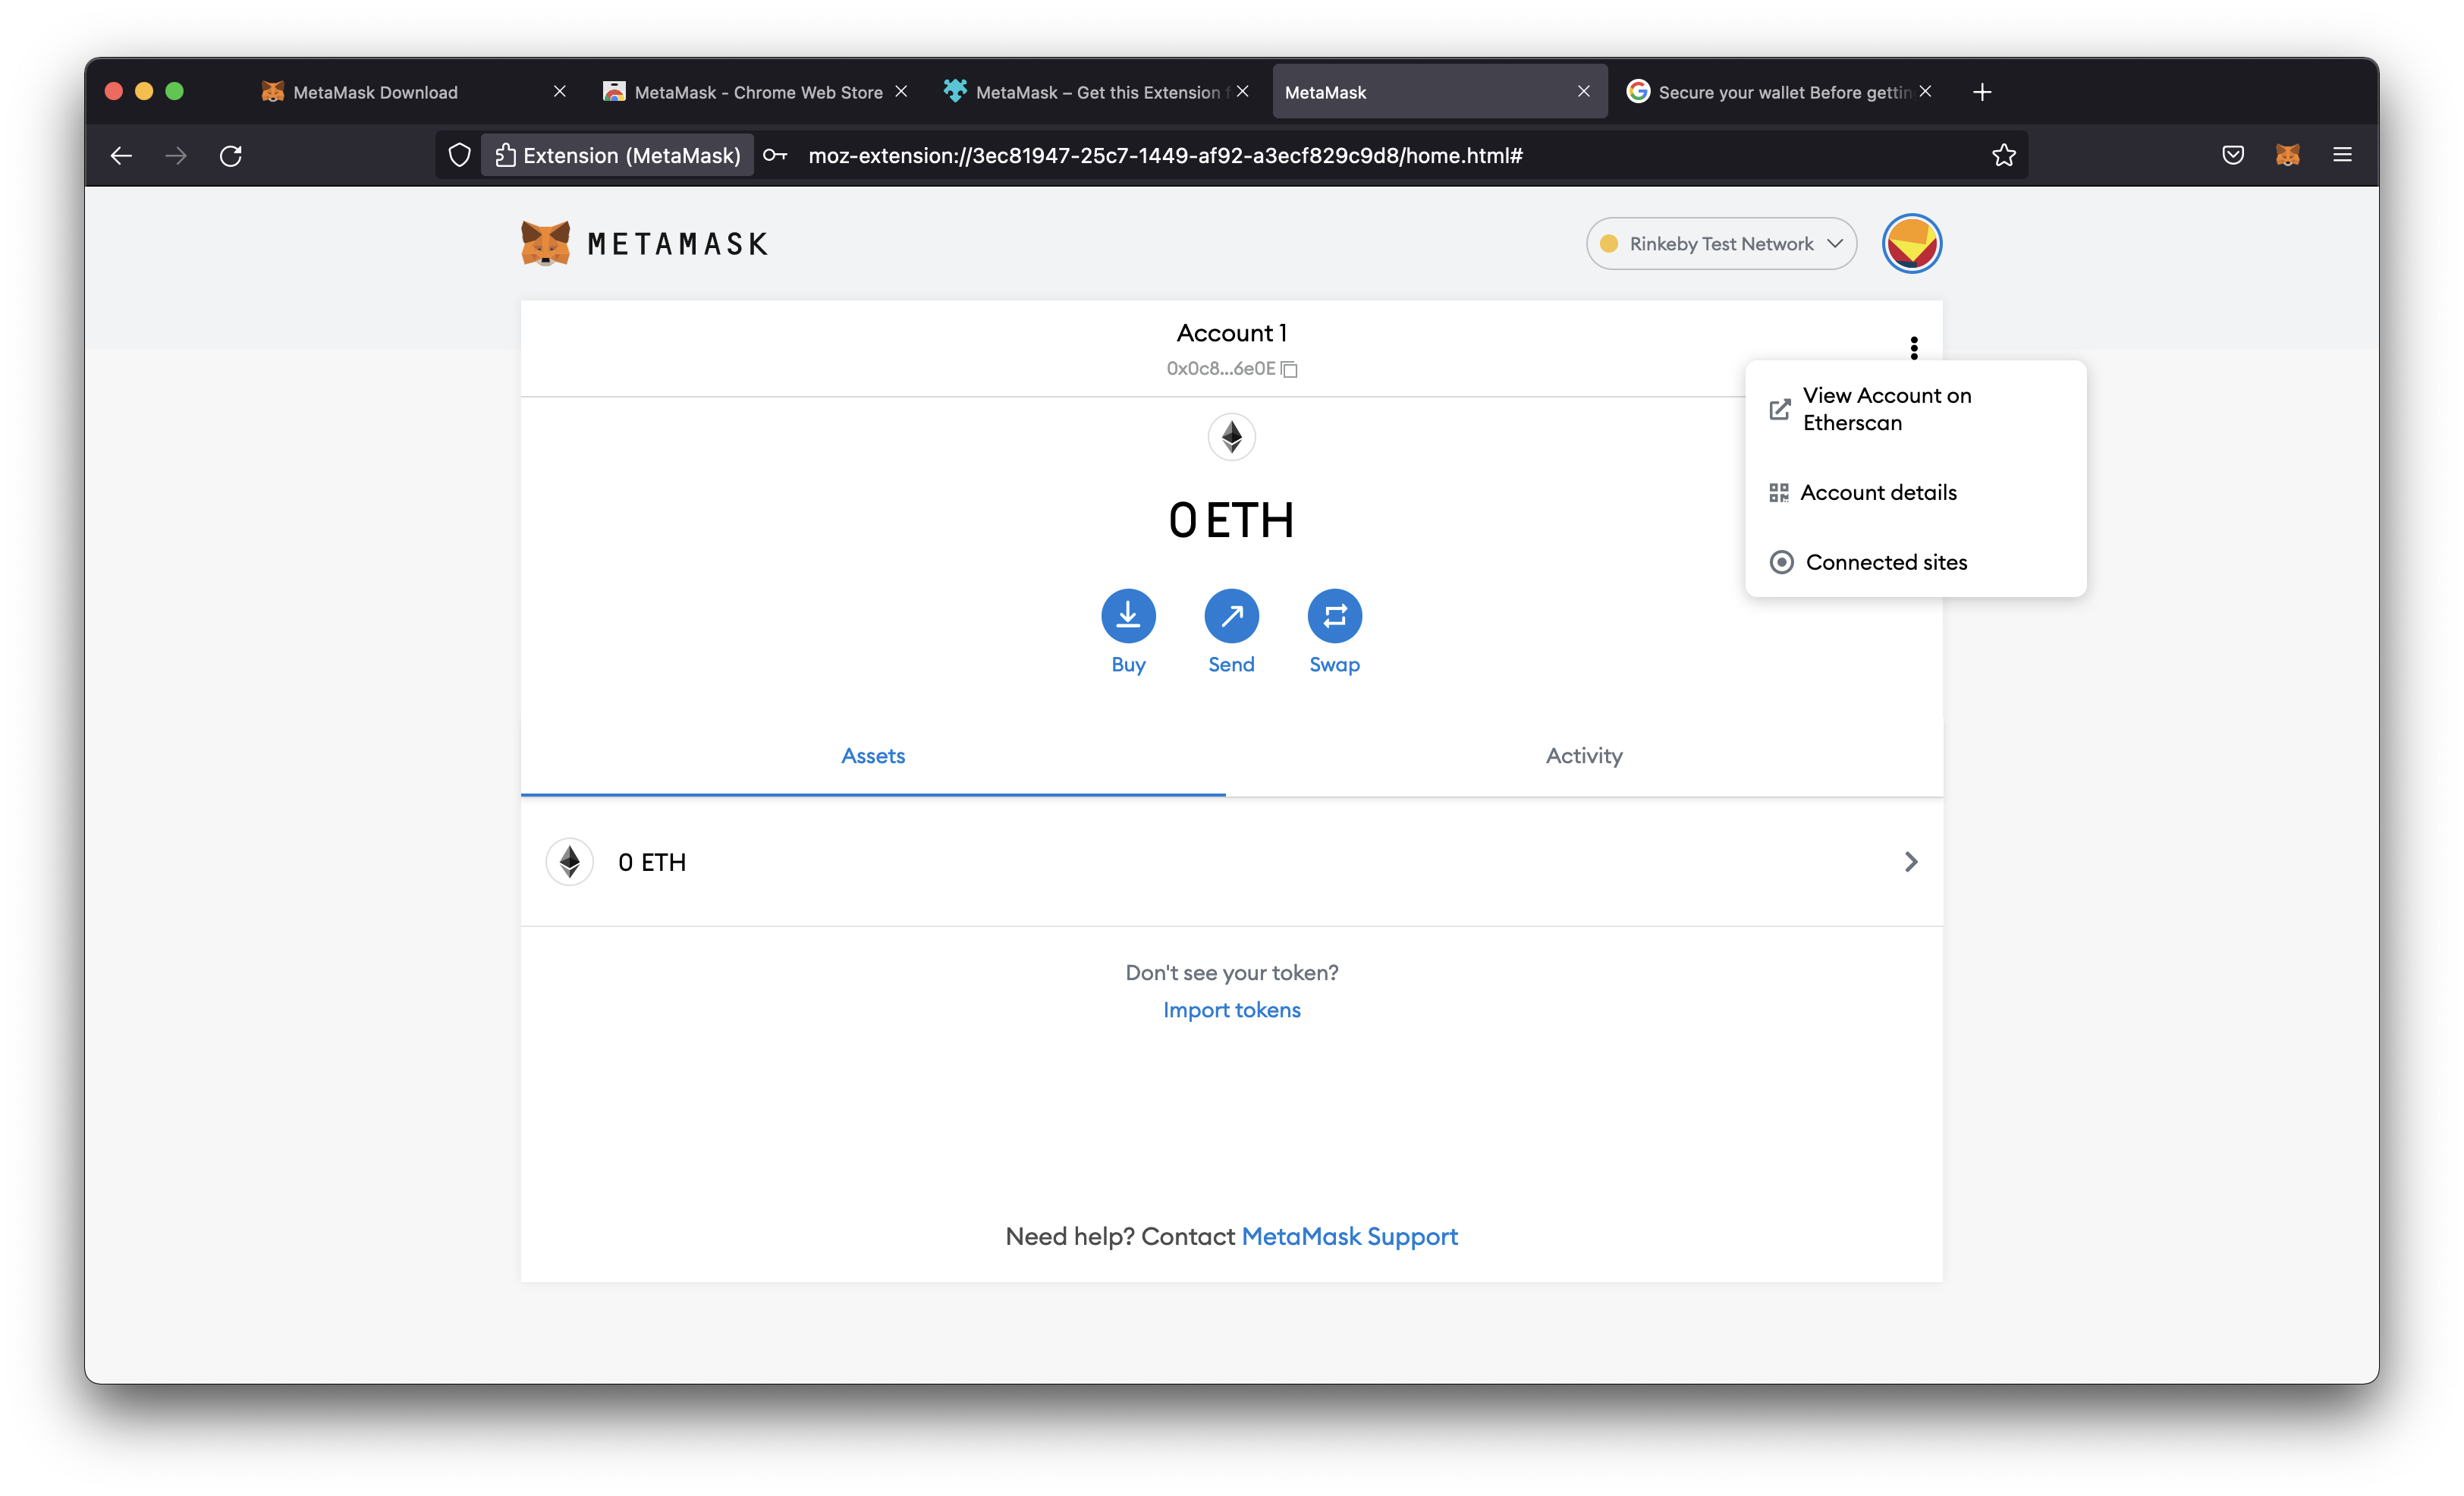 MetaMask Download
MetaMask - Chrome Web Store
MetaMask – Get this Extension f
MetaMask
Secure your wallet Before gettin
Extension (MetaMask)
moz-extension://3ec81947-25c7-1449-af92-a3ecf829c9d8/home.html#
METAMASK
Rinkeby Test Network
Account 1
0x0c8...6e0E
View Account on
Etherscan
Account details
Connected sites
0 ETH
Buy
Send
Swap
Assets
Activity
0 ETH
Don't see your token?
Import tokens
Need help? Contact MetaMask Support